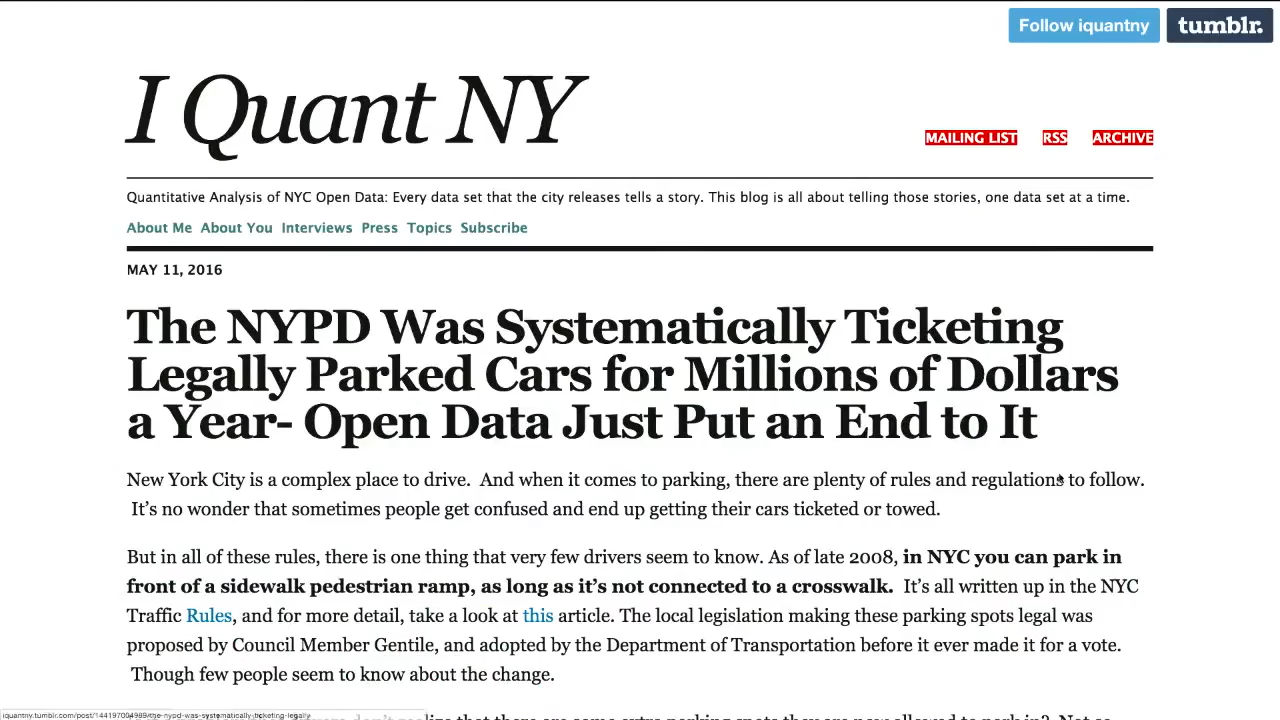 Follow iquantny tumblr.
I Quant NY
MAILING LIST RSS ARCHIVE
Quantitative Analysis of NYC Open Data: Every data set that the city releases tells a story. This blog is all about telling those stories, one data set at a time.
About Me About You Interviews Press Topics Subscribe
MAY 11, 2016
The NYPD Was Systematically Ticketing
Legally Parked Cars for Millions of Dollars
a Year- Open Data Just Put an End to It
New York City is a complex place to drive. And when it comes to parking, there are plenty of rules and regulations to follow.
It’s no wonder that sometimes people get confused and end up getting their cars ticketed or towed.
But in all of these rules, there is one thing that very few drivers seem to know. As of late 2008, in NYC you can park in
front of a sidewalk pedestrian ramp, as long as it’s not connected to a crosswalk. It’s all written up in the NYC
Traffic Rules, and for more detail, take a look at this article. The local legislation making these parking spots legal was
proposed by Council Member Gentile, and adopted by the Department of Transportation before it ever made it for a vote.
Though few people seem to know about the change.